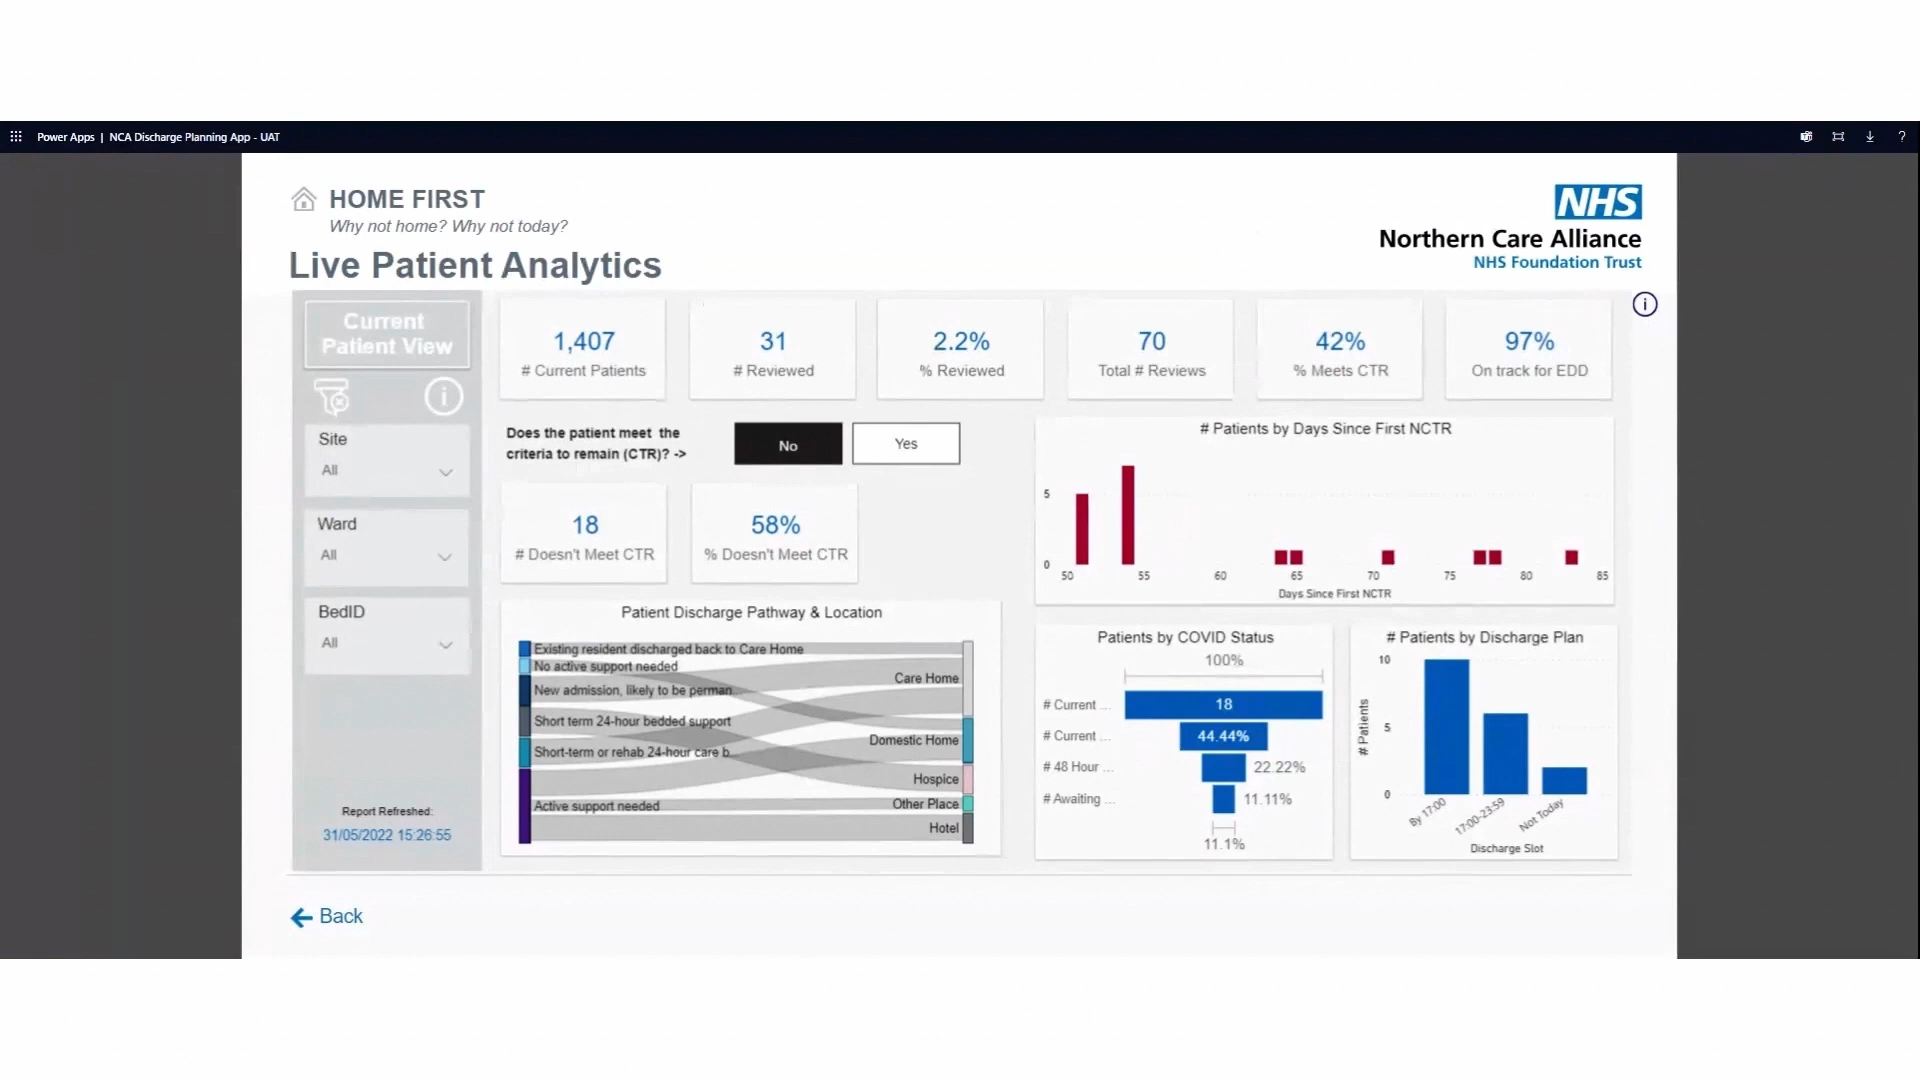 Power Apps | NCA Discharge Planning App - UAT
?
HOME FIRST
Why not home? Why not today?
Live Patient Analytics
NHS
Northern Care Alliance
NHS Foundation Trust
Current
Patient View
i
Site
All
Ward
All
BedID
All
Report Refreshed:
31/05/2022 15:26:55
1,407
# Current Patients
31
# Reviewed
2.2%
% Reviewed
70
Total # Reviews
42%
% Meets CTR
97%
On track for EDD
i
Does the patient meet the
criteria to remain (CTR)? ->
No
Yes
18
# Doesn't Meet CTR
58%
% Doesn't Meet CTR
# Patients by Days Since First NCTR
5
0
50 55 60 65 70 75 80 85
Days Since First NCTR
Patient Discharge Pathway & Location
Existing resident discharged back to Care Home
No active support needed
New admission, likely to be perman...
Short term 24-hour bedded support
Short-term or rehab 24-hour care b...
Active support needed
Care Home
Domestic Home
Hospice
Other Place
Hotel
Patients by COVID Status
100%
# Current ...
18
# Current ...
44.44%
# 48 Hour ...
22.22%
# Awaiting ...
11.11%
11.1%
# Patients by Discharge Plan
# Patients
10
5
0
By 17:00
17:00-23:59
Not Today
Discharge Slot
Back